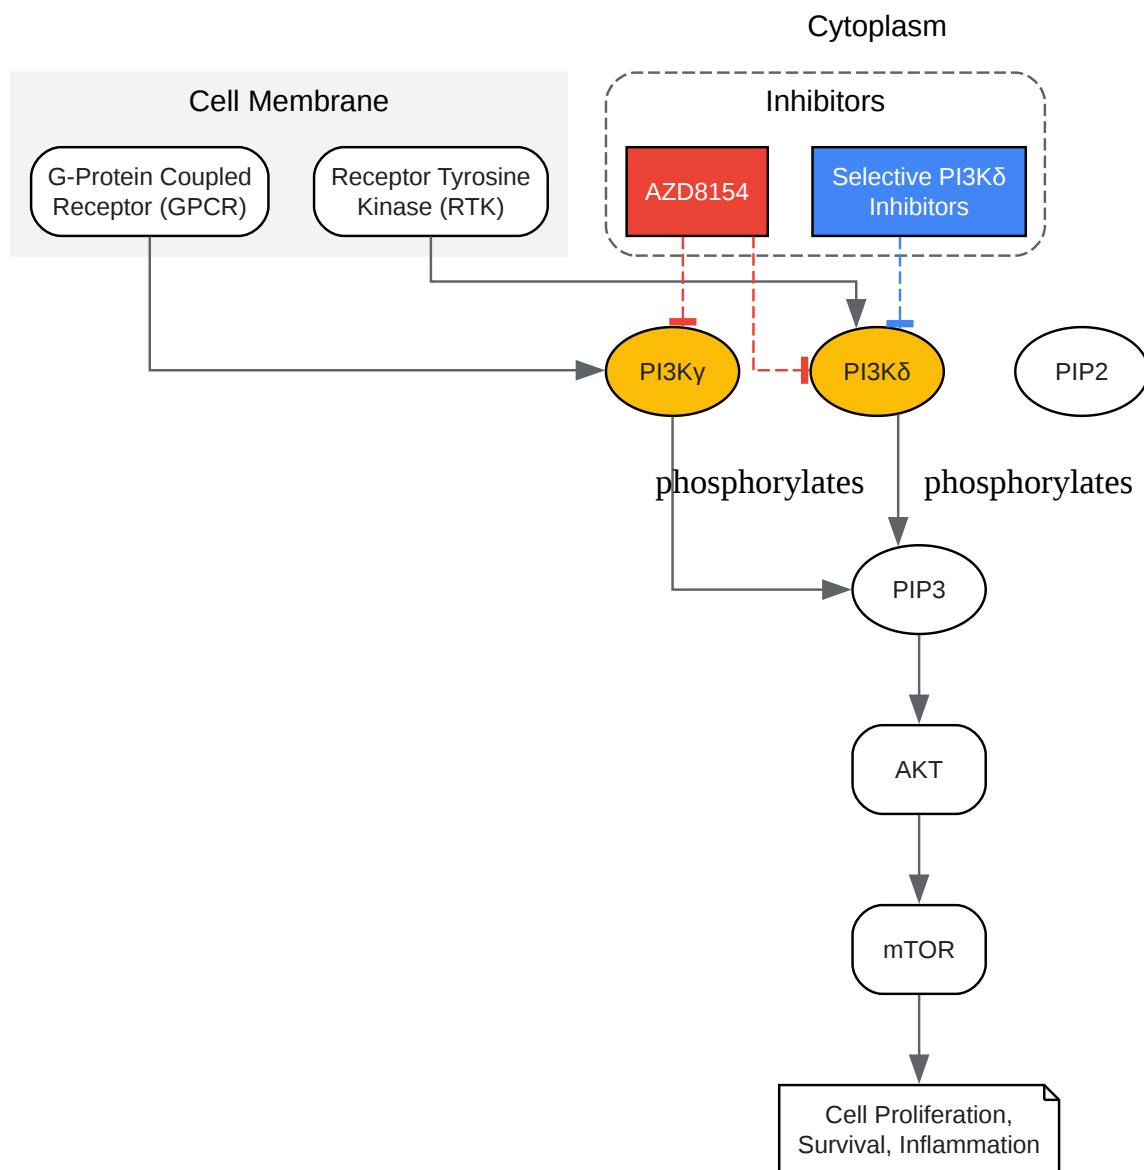 Cytoplasm
Cell Membrane
Inhibitors
G-Protein Coupled
Receptor (GPCR)
Receptor Tyrosine
Kinase (RTK)
AZD8154
Selective PI3Kδ
Inhibitors
PI3Kγ
PI3Kδ
PIP2
phosphorylates
phosphorylates
PIP3
AKT
mTOR
Cell Proliferation,
Survival, Inflammation